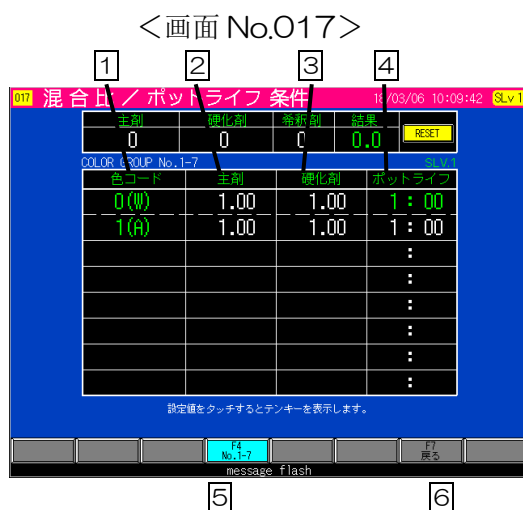 ＜画面 No.017＞
1 2 3 4
017 混合比／ポットライフ 条件 18/03/06 10:09:42 SLv1
主剤 硬化剤 希釈剤 結果
0 0 0 0.0 RESET
COLOR GROUP No.1-7 SLV.1
色コード 主剤 硬化剤 ポットライフ
0(W) 1.00 1.00 1 : 00
1(A) 1.00 1.00 1 : 00
:
:
:
:
:
:
設定値をタッチするとテンキーを表示します。
F4 F7
No.1-7 戻る
message flash
5 6